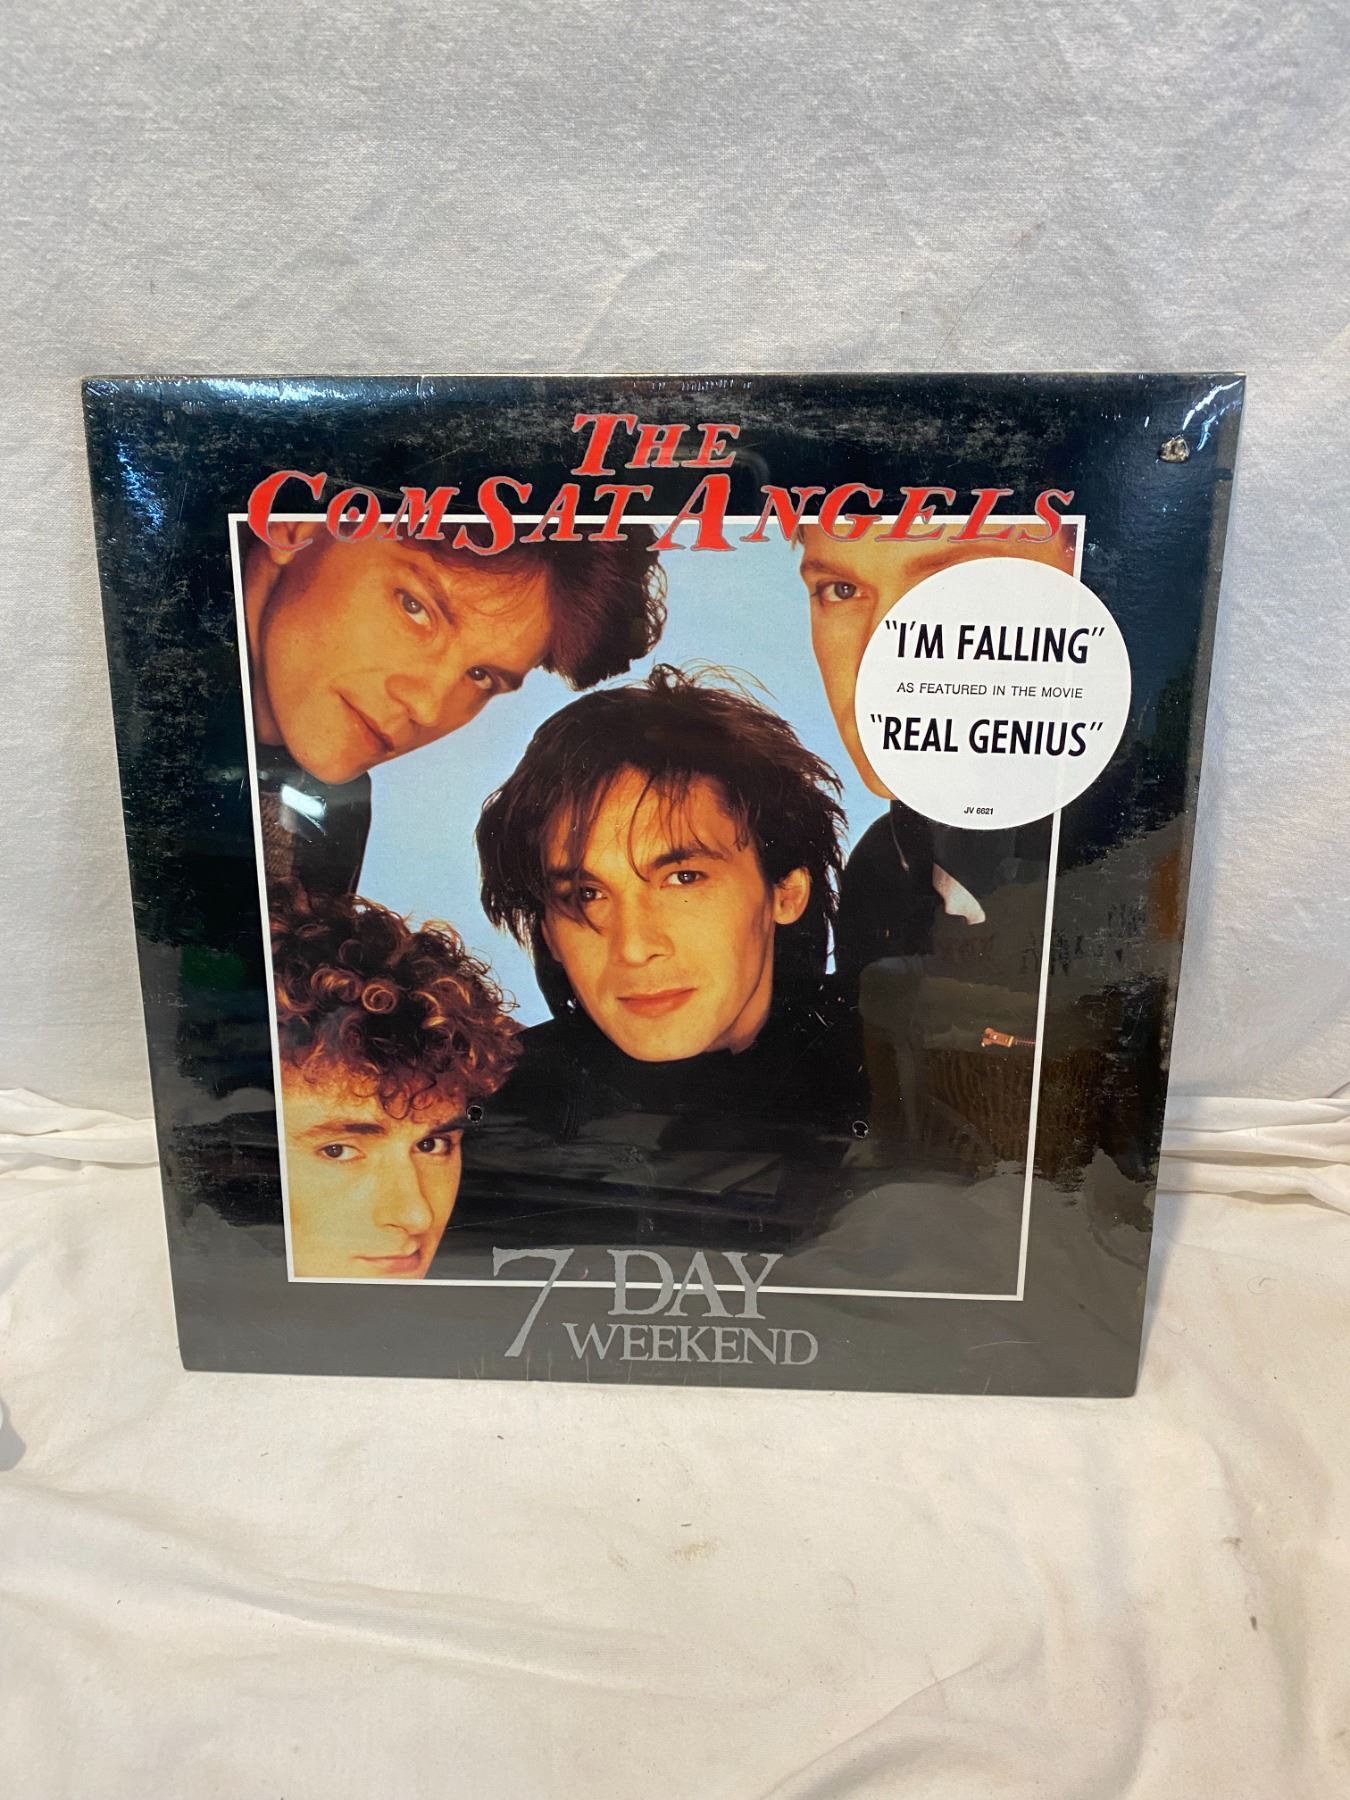 THE
COMSAT ANGELS
"I'M FALLING"
AS FEATURED IN THE MOVIE
"REAL GENIUS"
JV 6621
7 DAY
WEEKEND